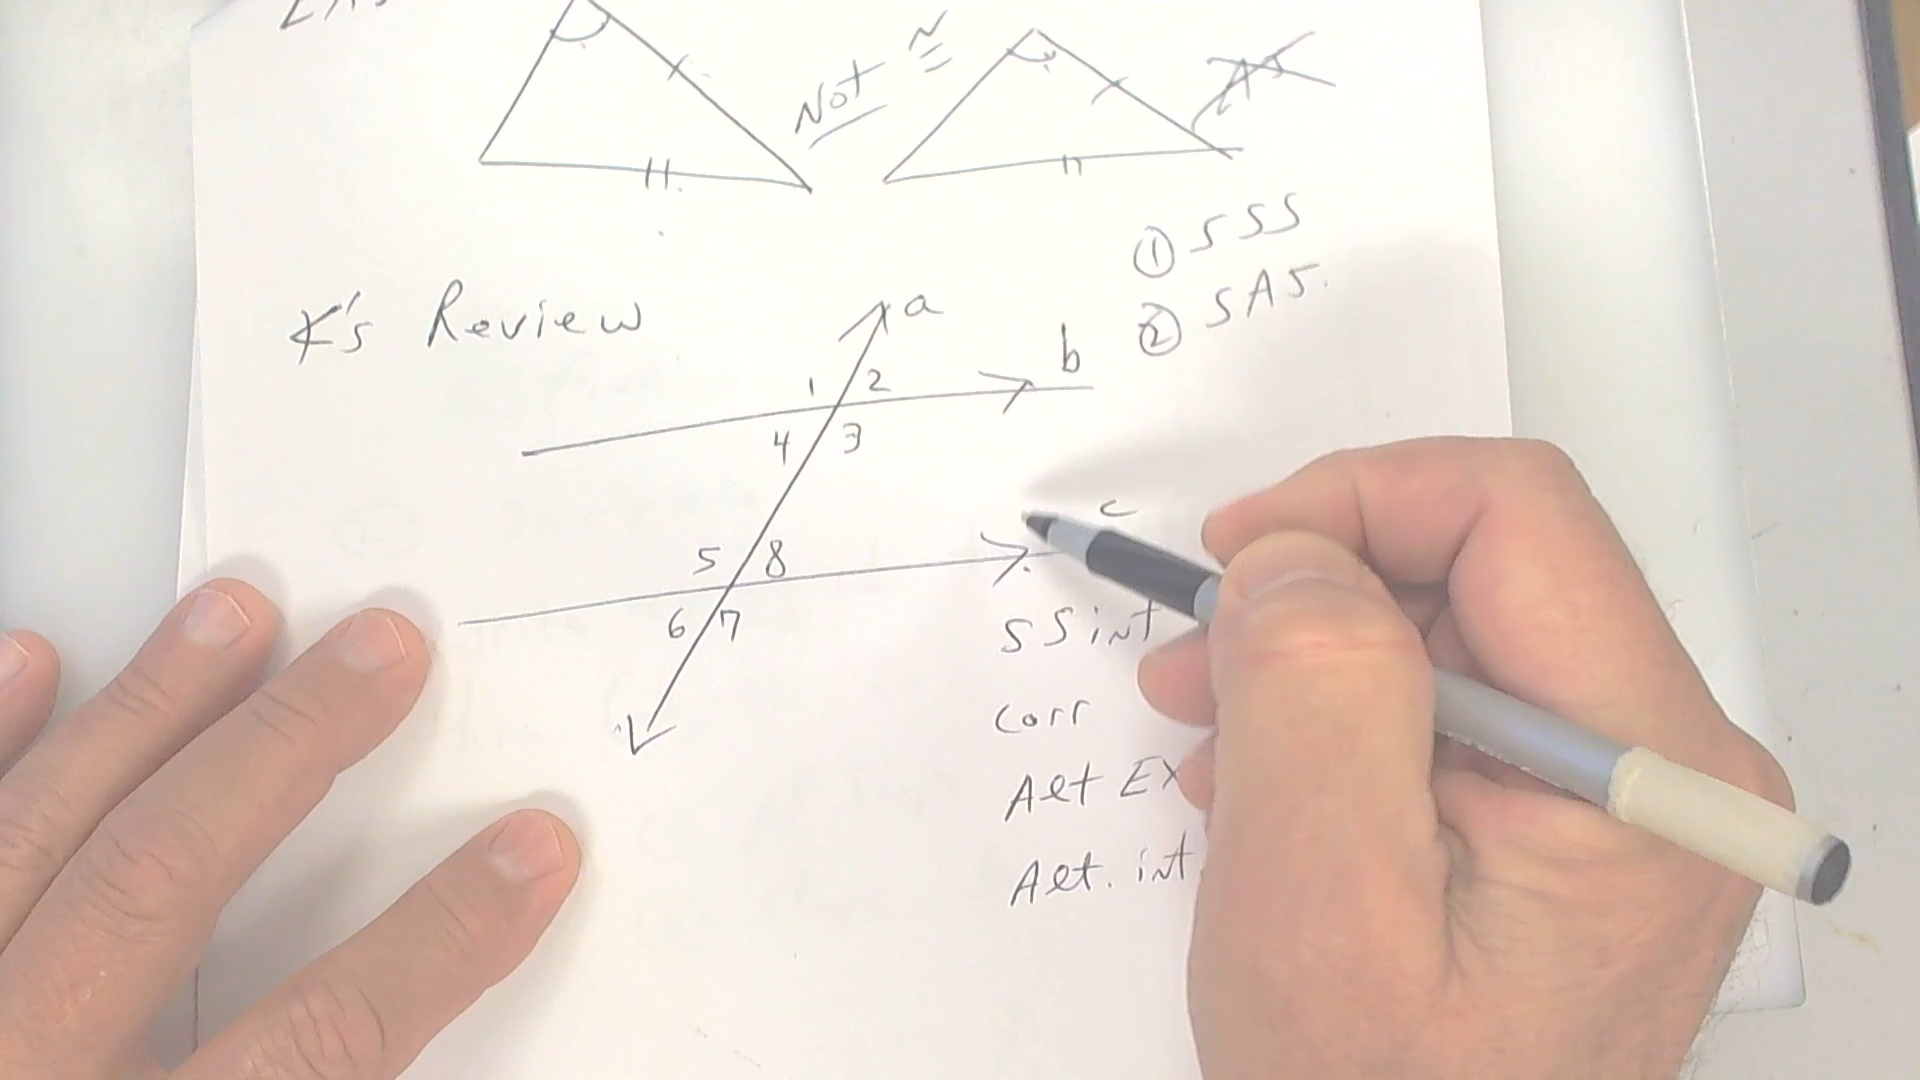 Not ≅
① SSS
② SAS.
∠'s Review
a
b
1 2
4 3
c
5 8
6 7
SS int
corr
Alt Ex
Alt. int